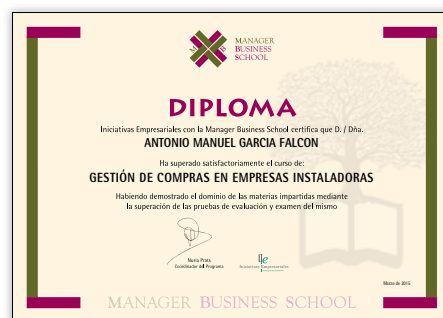 MANAGER
BUSINESS
SCHOOL
M B
DIPLOMA
Iniciativas Empresariales con la Manager Business School certifica que D. / Dña.
ANTONIO MANUEL GARCIA FALCON
Ha superado satisfactoriamente el curso de:
GESTIÓN DE COMPRAS EN EMPRESAS INSTALADORAS
Habiendo demostrado el dominio de las materias impartidas mediante
la superación de las pruebas de evaluación y examen del mismo
Nuria Prats
Coordinador del Programa
Iniciativas Empresariales
Marzo de 2015
MANAGER BUSINESS SCHOOL